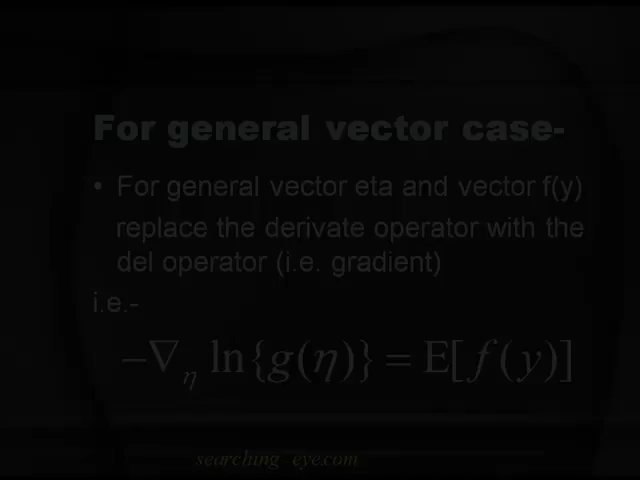 For general vector case-
• For general vector eta and vector f(y)
replace the derivate operator with the
del operator (i.e. gradient)
i.e.-
−∇_η ln{g(η)} = E[f(y)]
searching-eye.com